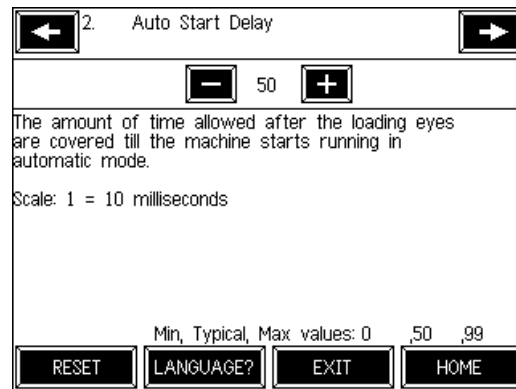 2. Auto Start Delay
50
The amount of time allowed after the loading eyes
are covered till the machine starts running in
automatic mode.
Scale: 1 = 10 milliseconds
Min, Typical, Max values: 0 ,50 ,99
RESET LANGUAGE? EXIT HOME